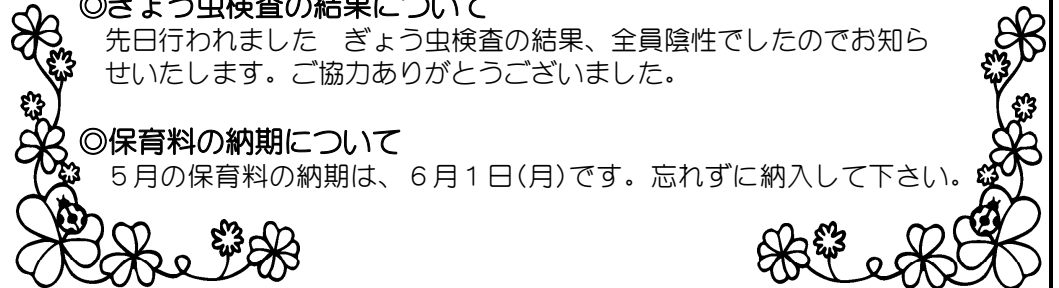 ◎ぎょう虫検査の結果について
先日行われました　ぎょう虫検査の結果、全員陰性でしたのでお知ら
せいたします。ご協力ありがとうございました。
◎保育料の納期について
５月の保育料の納期は、６月１日(月)です。忘れずに納入して下さい。